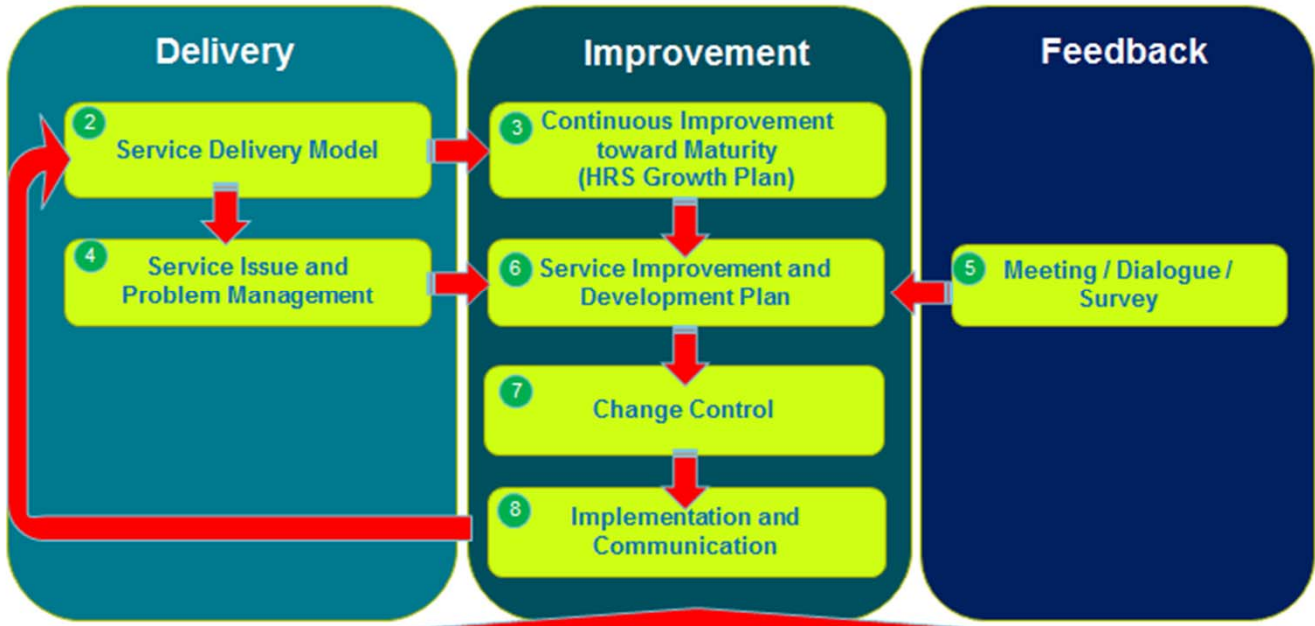 Delivery
2
Service Delivery Model
4
Service Issue and
Problem Management
Improvement
3
Continuous Improvement
toward Maturity
(HRS Growth Plan)
6
Service Improvement and
Development Plan
7
Change Control
8
Implementation and
Communication
Feedback
5
Meeting / Dialogue /
Survey